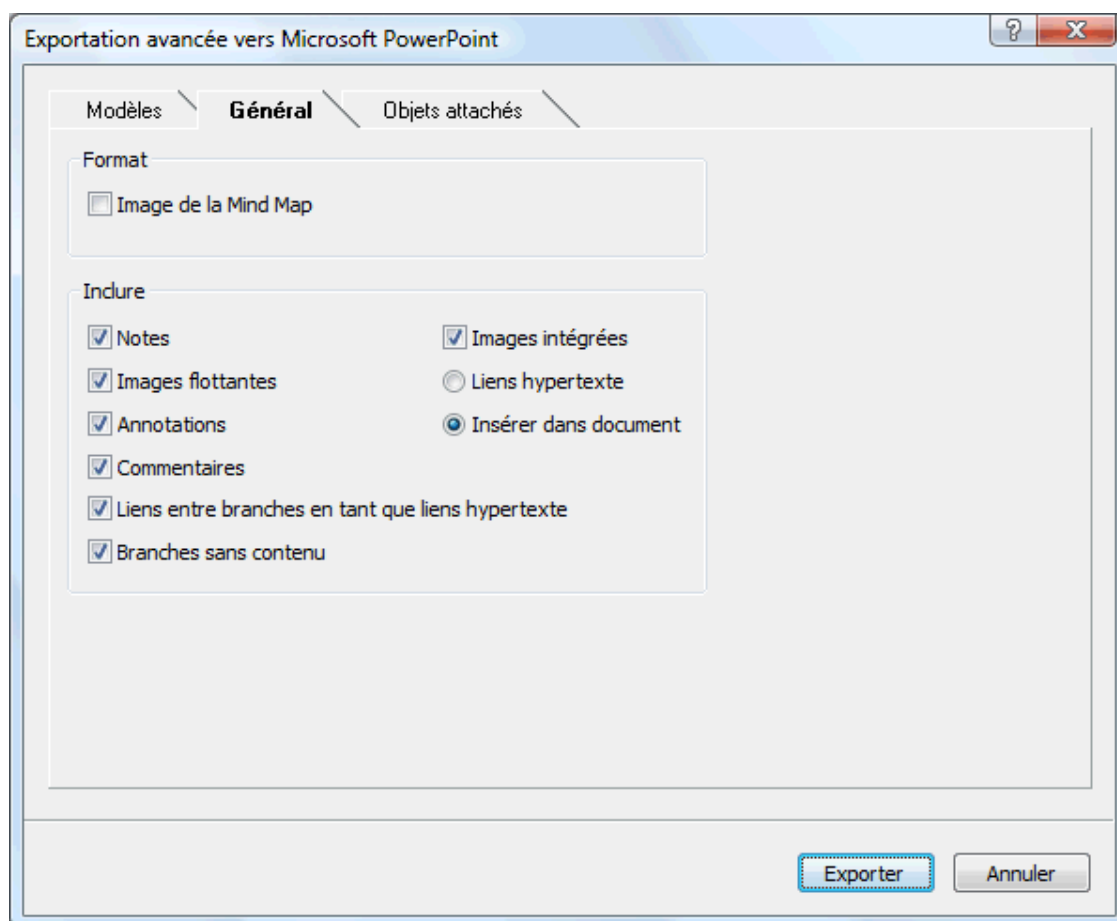 Exportation avancée vers Microsoft PowerPoint
Modèles Général Objets attachés
Format
Image de la Mind Map
Inclure
Notes Images intégrées
Images flottantes Liens hypertexte
Annotations Insérer dans document
Commentaires
Liens entre branches en tant que liens hypertexte
Branches sans contenu
Exporter Annuler